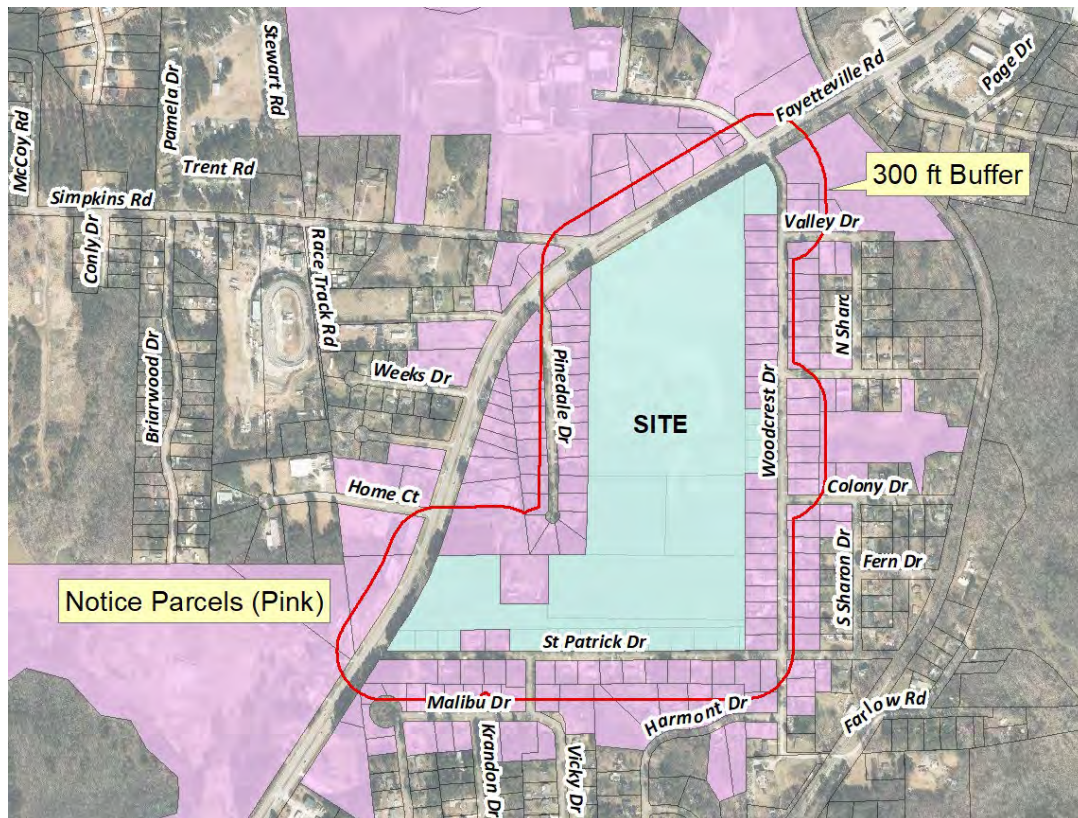 Stewart Rd
Pamela Dr
McCoy Rd
Fayetteville Rd
Page Dr
Trent Rd
300 ft Buffer
Simpkins Rd
Conly Dr
Valley Dr
Race Track Rd
N Sharc
Briarwood Dr
Weeks Dr
Pinedale Dr
SITE
Woodcrest Dr
Home Ct
Colony Dr
Notice Parcels (Pink)
S Sharon Dr
Fern Dr
St Patrick Dr
Malibu Dr
Harmont Dr
Farlow Rd
Krandon Dr
Vicky Dr